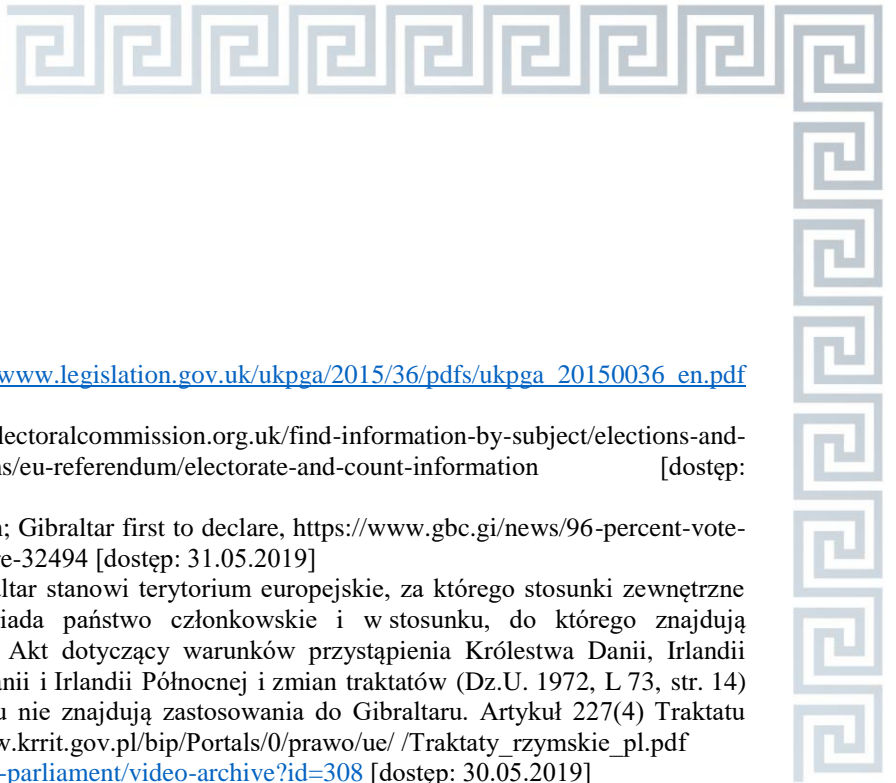 www.legislation.gov.uk/ukpga/2015/36/pdfs/ukpga_20150036_en.pdf
lectoralcommission.org.uk/find-information-by-subject/elections-and-
s/eu-referendum/electorate-and-count-information [dostęp:
; Gibraltar first to declare, https://www.gbc.gi/news/96-percent-vote-
e-32494 [dostęp: 31.05.2019]
ltar stanowi terytorium europejskie, za którego stosunki zewnętrzne
iada państwo członkowskie i w stosunku, do którego znajdują
Akt dotyczący warunków przystąpienia Królestwa Danii, Irlandii
nii i Irlandii Północnej i zmian traktatów (Dz.U. 1972, L 73, str. 14)
u nie znajdują zastosowania do Gibraltaru. Artykuł 227(4) Traktatu
w.krrit.gov.pl/bip/Portals/0/prawo/ue/ /Traktaty_rzymskie_pl.pdf
-parliament/video-archive?id=308 [dostęp: 30.05.2019]